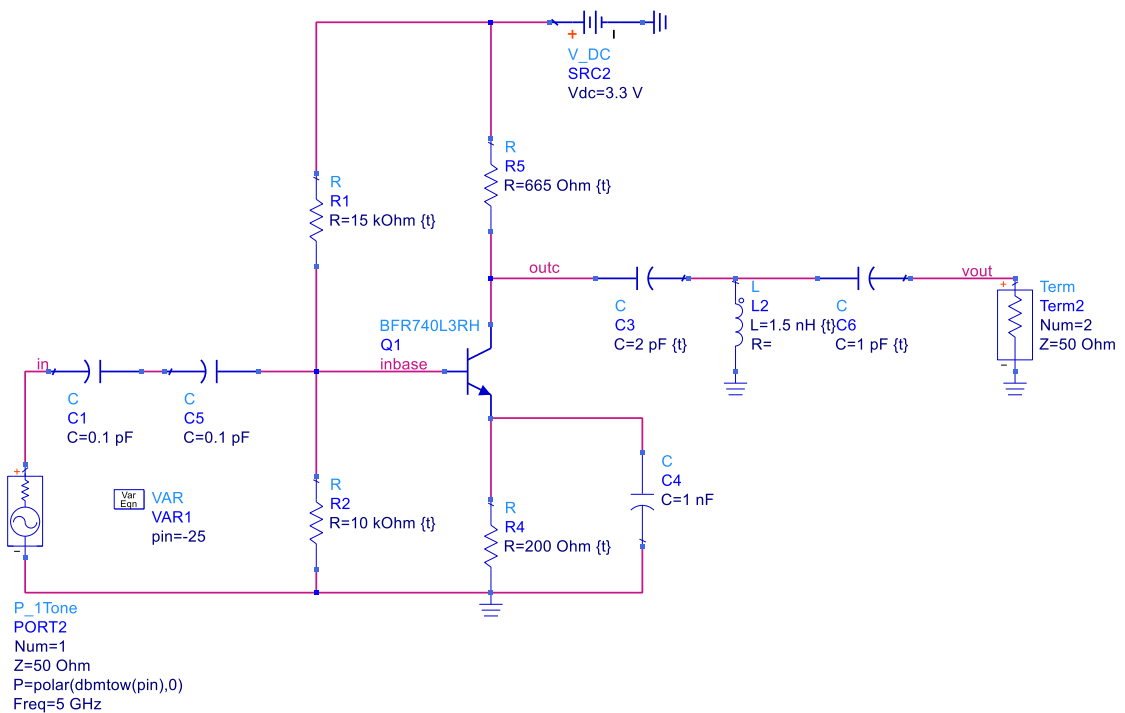 +
V_DC
SRC2
Vdc=3.3 V
R
R5
R=665 Ohm {t}
R
R1
R=15 kOhm {t}
outc
vout
C
C3
C=2 pF {t}
L
L2
L=1.5 nH {t}
R=
C
C6
C=1 pF {t}
+
Term
Term2
Num=2
Z=50 Ohm
BFR740L3RH
Q1
inbase
in
C
C1
C=0.1 pF
C
C5
C=0.1 pF
+
Var
Eqn
VAR
VAR1
pin=-25
R
R2
R=10 kOhm {t}
R
R4
R=200 Ohm {t}
C
C4
C=1 nF
P_1Tone
PORT2
Num=1
Z=50 Ohm
P=polar(dbmtow(pin),0)
Freq=5 GHz